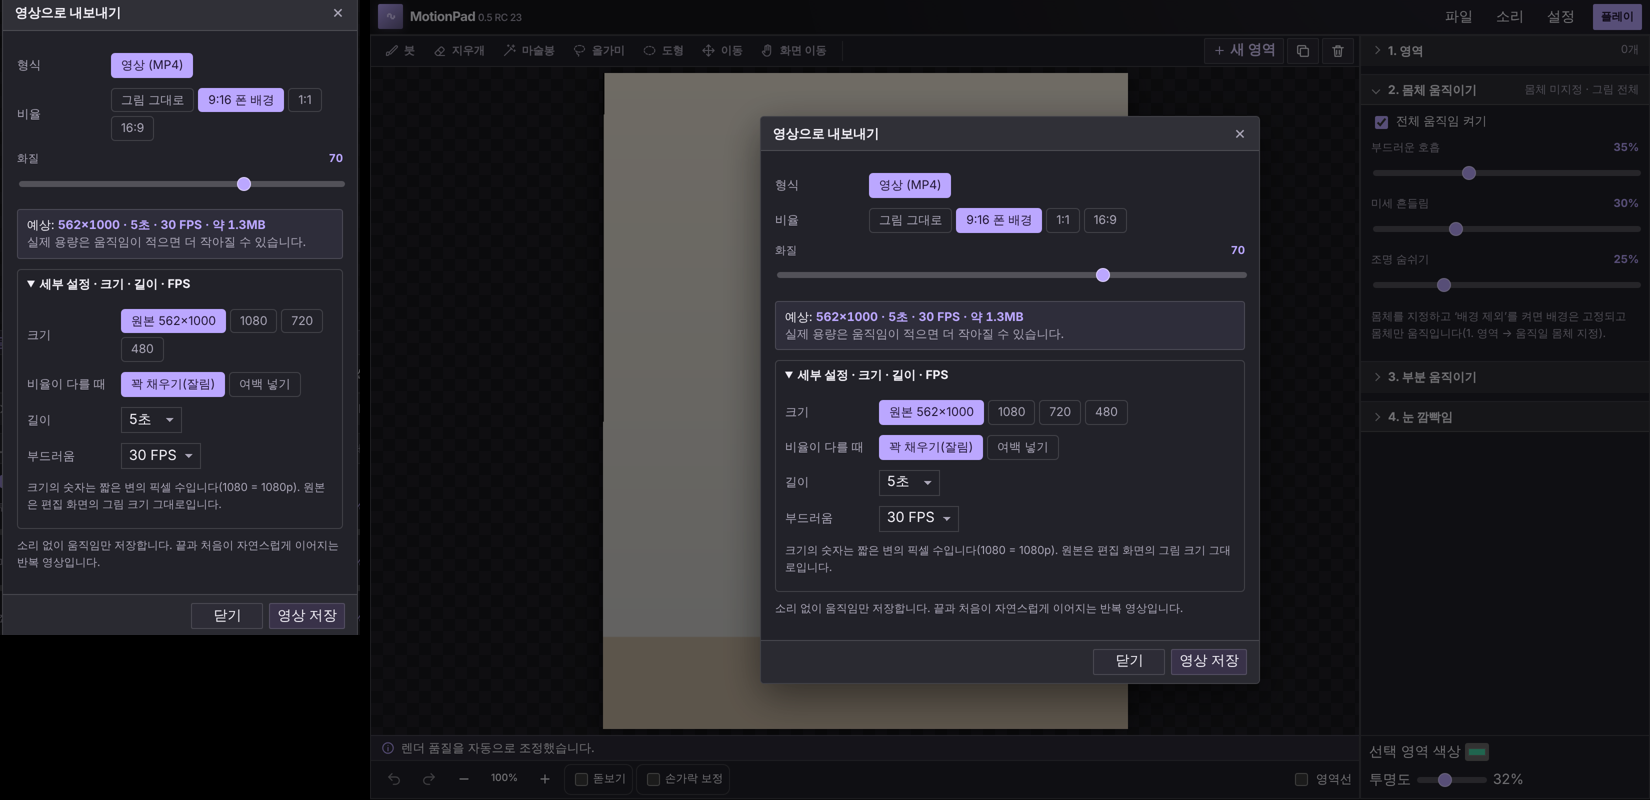 영상으로 내보내기 ×
형식 영상 (MP4)
비율 그림 그대로 9:16 폰 배경 1:1
16:9
화질 70
예상: 562×1000 · 5초 · 30 FPS · 약 1.3MB
실제 용량은 움직임이 적으면 더 작아질 수 있습니다.
▼ 세부 설정 · 크기 · 길이 · FPS
크기 원본 562×1000 1080 720
480
비율이 다를 때 꽉 채우기(잘림) 여백 넣기
길이 5초
부드러움 30 FPS
크기의 숫자는 짧은 변의 픽셀 수입니다(1080 = 1080p). 원본
은 편집 화면의 그림 크기 그대로입니다.
소리 없이 움직임만 저장합니다. 끝과 처음이 자연스럽게 이어지는
반복 영상입니다.
닫기 영상 저장
MotionPad 0.5 RC 23 파일 소리 설정 플레이
붓 지우개 마술봉 올가미 도형 이동 화면 이동 + 새 영역
영상으로 내보내기 ×
형식 영상 (MP4)
비율 그림 그대로 9:16 폰 배경 1:1 16:9
화질 70
예상: 562×1000 · 5초 · 30 FPS · 약 1.3MB
실제 용량은 움직임이 적으면 더 작아질 수 있습니다.
▼ 세부 설정 · 크기 · 길이 · FPS
크기 원본 562×1000 1080 720 480
비율이 다를 때 꽉 채우기(잘림) 여백 넣기
길이 5초
부드러움 30 FPS
크기의 숫자는 짧은 변의 픽셀 수입니다(1080 = 1080p). 원본은 편집 화면의 그림 크기 그대
로입니다.
소리 없이 움직임만 저장합니다. 끝과 처음이 자연스럽게 이어지는 반복 영상입니다.
닫기 영상 저장
1. 영역 0개
2. 몸체 움직이기 몸체 미지정 · 그림 전체
전체 움직임 켜기
부드러운 호흡 35%
미세 흔들림 30%
조명 숨쉬기 25%
몸체를 지정하고 '배경 제외'를 켜면 배경은 고정되고
몸체만 움직입니다(1. 영역 → 움직일 몸체 지정).
3. 부분 움직이기
4. 눈 깜빡임
렌더 품질을 자동으로 조정했습니다.
− 100% + 돋보기 손가락 보정 영역선
선택 영역 색상
투명도 32%